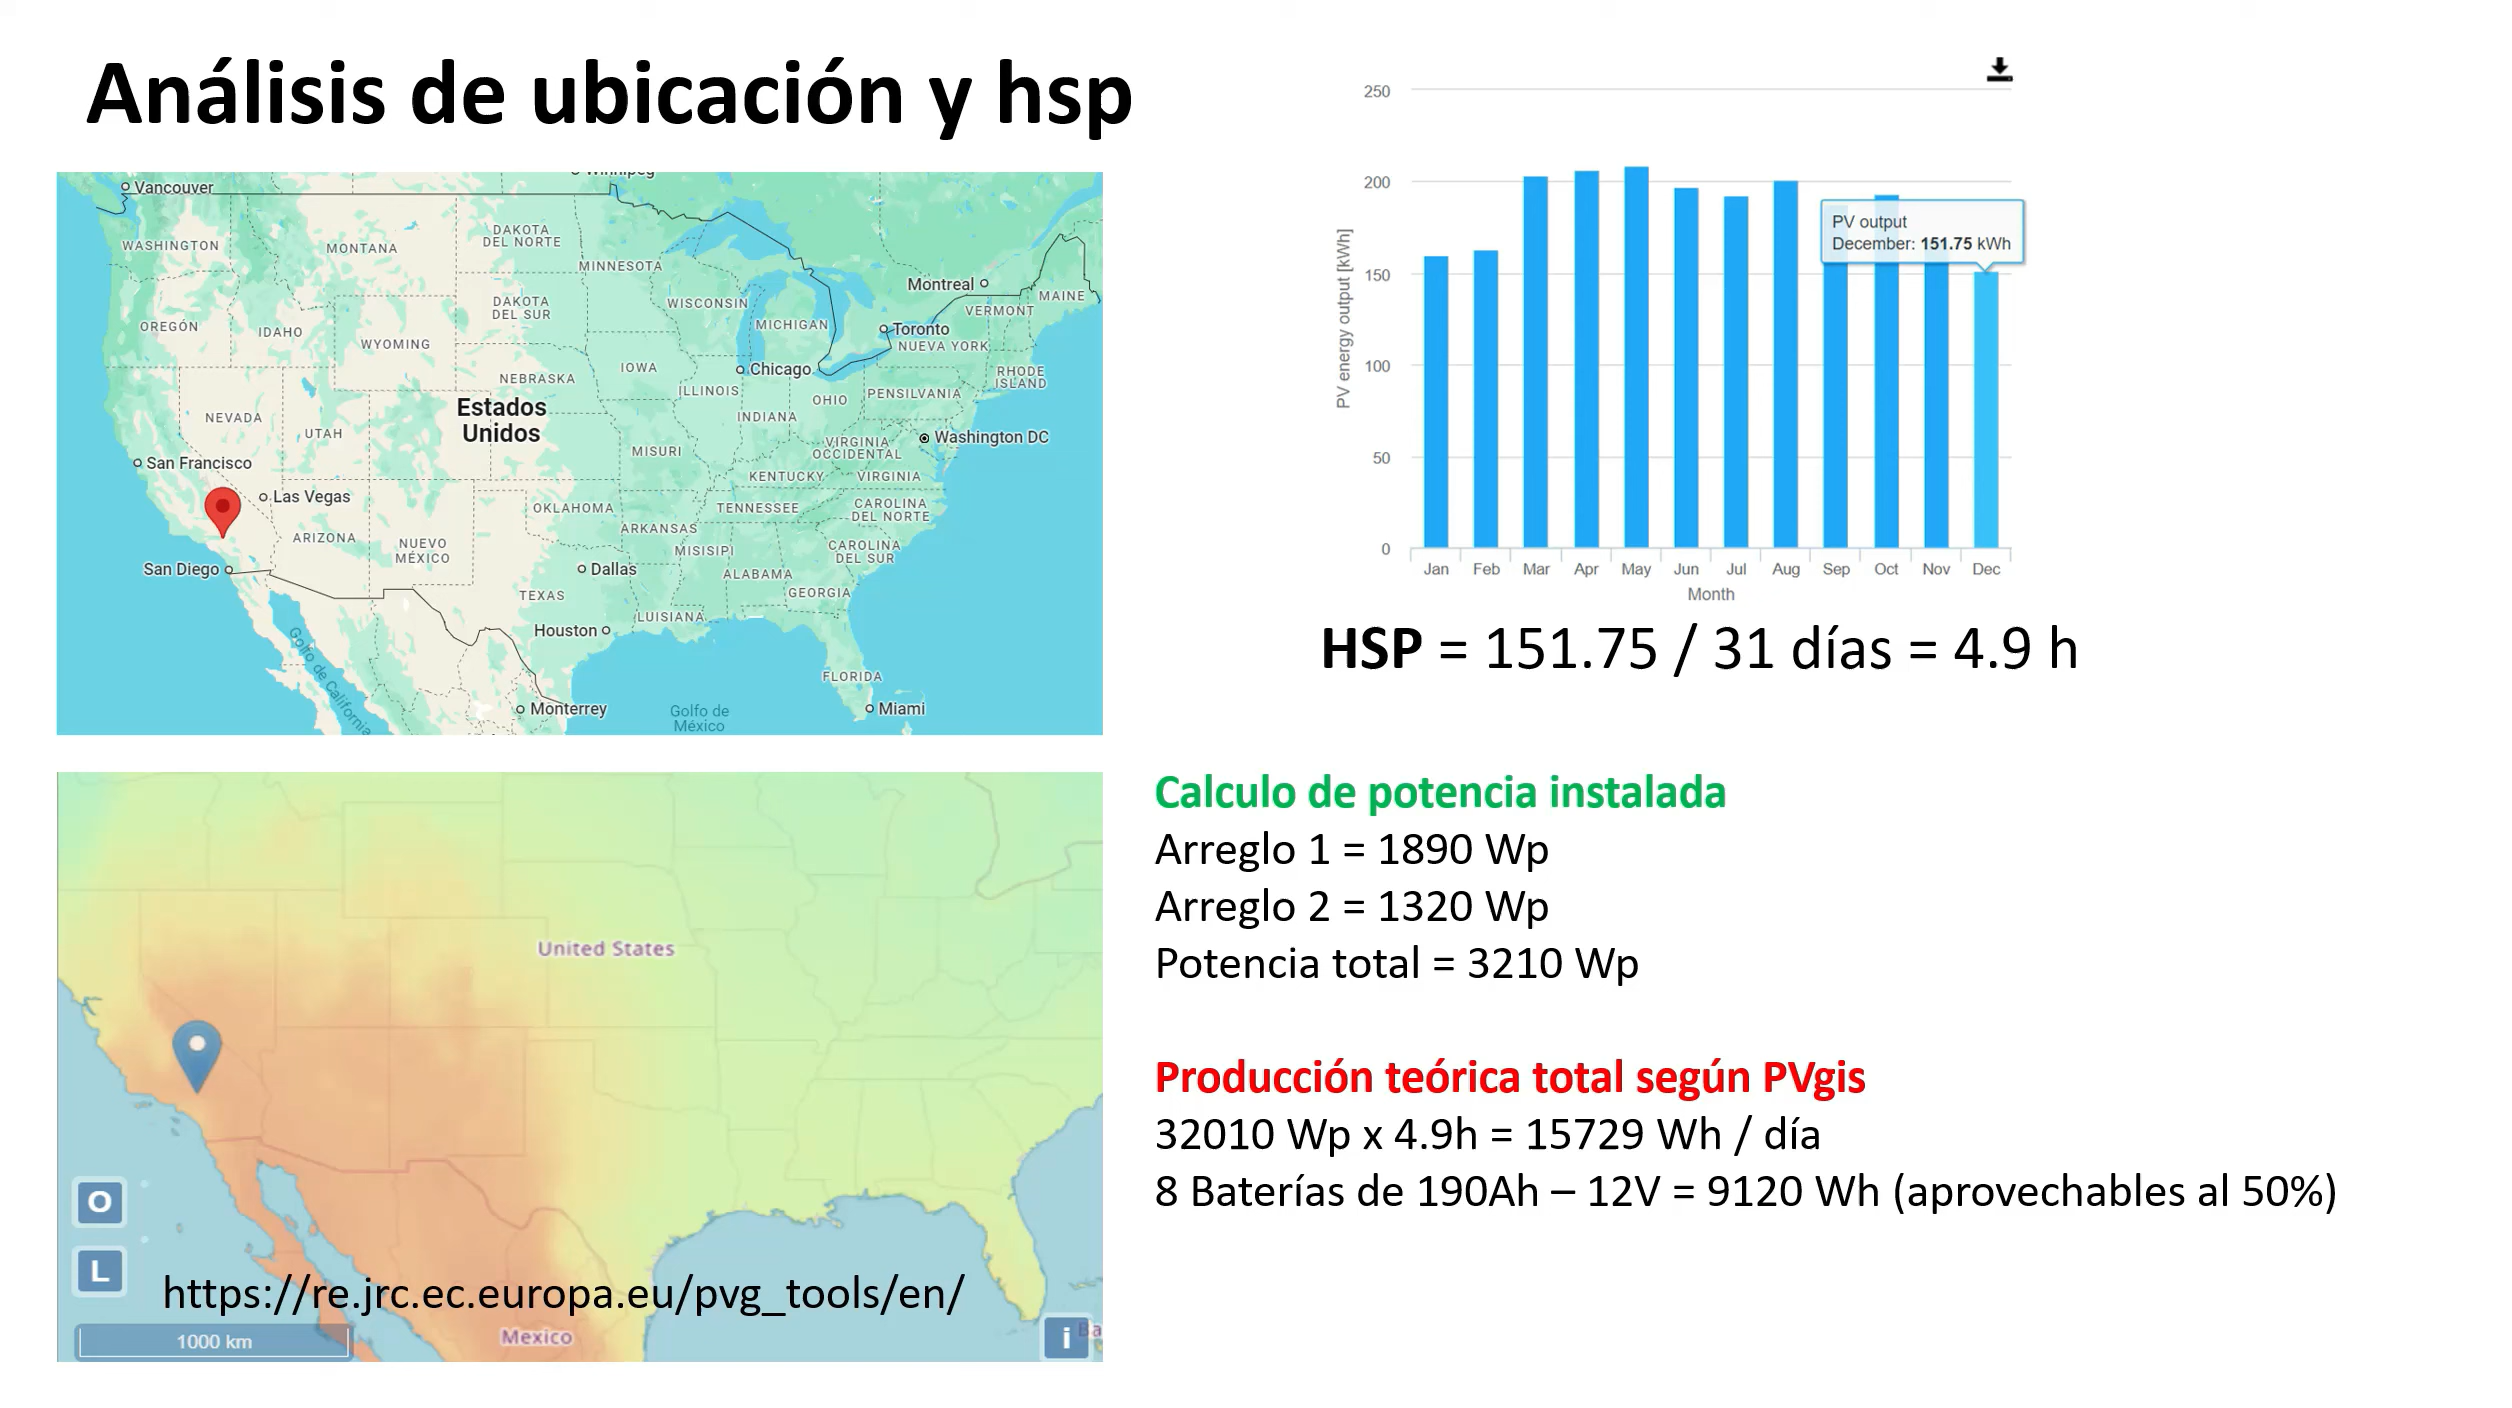 Análisis de ubicación y hsp
Winnipeg
Vancouver
WASHINGTON
MONTANA
DAKOTA
DEL NORTE
MINNESOTA
Montreal
MAINE
OREGÓN
IDAHO
DAKOTA
DEL SUR
WISCONSIN
VERMONT
WYOMING
MICHIGAN
Toronto
NUEVA YORK
NEBRASKA
IOWA
Chicago
RHODE
ISLAND
NEVADA
UTAH
Estados
Unidos
ILLINOIS
INDIANA
OHIO
PENSILVANIA
San Francisco
MISURI
VIRGINIA
OCCIDENTAL
Washington DC
KENTUCKY
VIRGINIA
Las Vegas
OKLAHOMA
TENNESSEE
CAROLINA
DEL NORTE
ARIZONA
NUEVO
MÉXICO
ARKANSAS
MISISIPI
CAROLINA
DEL SUR
San Diego
Dallas
ALABAMA
TEXAS
GEORGIA
LUISIANA
Houston
Golfo de California
FLORIDA
Monterrey
Golfo de
México
Miami
250
200
150
100
50
0
PV energy output [kWh]
PV output
December: 151.75 kWh
Jan Feb Mar Apr May Jun Jul Aug Sep Oct Nov Dec
Month
HSP = 151.75 / 31 días = 4.9 h
United States
O
L
https://re.jrc.ec.europa.eu/pvg_tools/en/
1000 km
Mexico
i
Ba
Calculo de potencia instalada
Arreglo 1 = 1890 Wp
Arreglo 2 = 1320 Wp
Potencia total = 3210 Wp
Producción teórica total según PVgis
32010 Wp x 4.9h = 15729 Wh / día
8 Baterías de 190Ah – 12V = 9120 Wh (aprovechables al 50%)